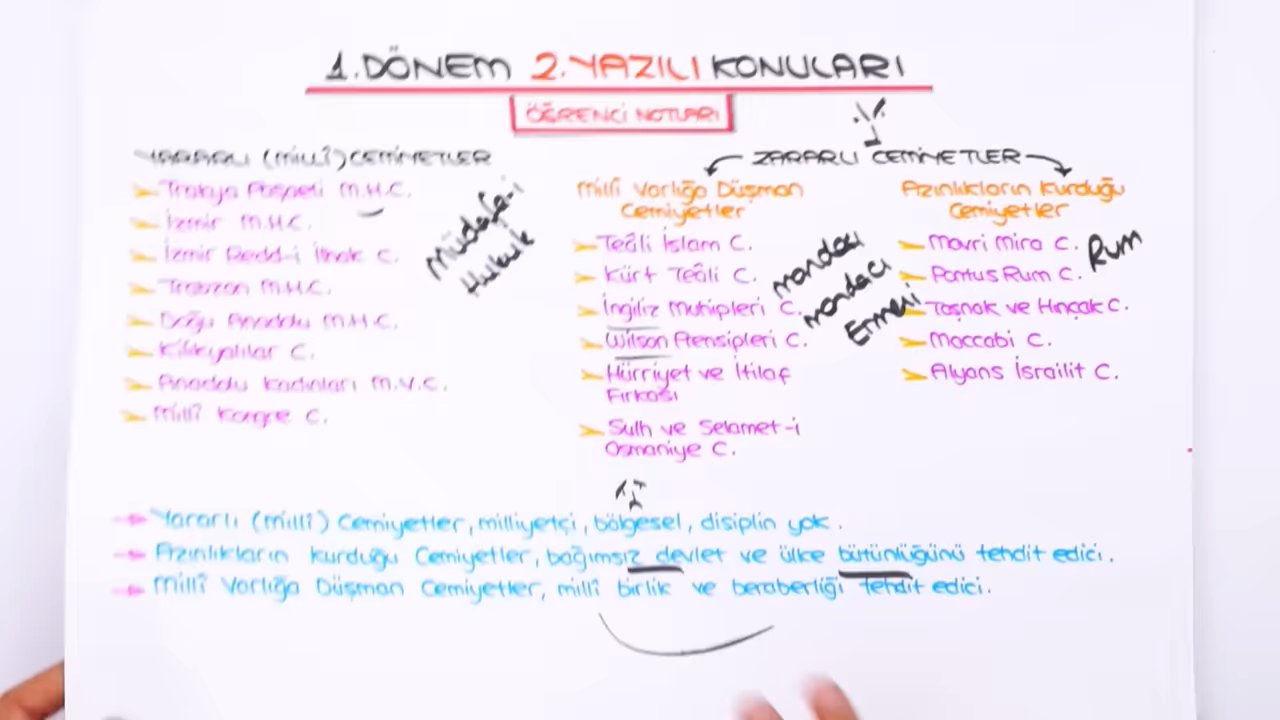 1. DÖNEM 2. YAZILI KONULARI
ÖĞRENCİ NOTLARI
YARARLI (MİLLÎ) CEMİYETLER
Trakya Paşaeli M.H.C.
İzmir M.H.C.
İzmir Redd-i İlhak C.
Trabzon M.H.C.
Doğu Anadolu M.H.C.
Kilikyalılar C.
Anadolu Kadınları M.V.C.
Millî Kongre C.
Müdafa-i
Hukuk
ZARARLI CEMİYETLER
Millî Varlığa Düşman
Cemiyetler
Teâli İslam C.
Kürt Teâli C.
İngiliz Muhipleri C.
Wilson Prensipleri C.
Hürriyet ve İtilaf
Fırkası
Sulh ve Selamet-i
Osmaniye C.
mandacı
mandacı
Azınlıkların Kurduğu
Cemiyetler
Mavri Mira C.
Pontus Rum C.
Taşnak ve Hınçak C.
Maccabi C.
Alyans İsrailit C.
Rum
Ermeni
Yararlı (Millî) Cemiyetler, milliyetçi, bölgesel, disiplin yok.
Azınlıkların Kurduğu Cemiyetler, bağımsız devlet ve ülke bütünlüğünü tehdit edici.
Millî Varlığa Düşman Cemiyetler, millî birlik ve beraberliği tehdit edici.